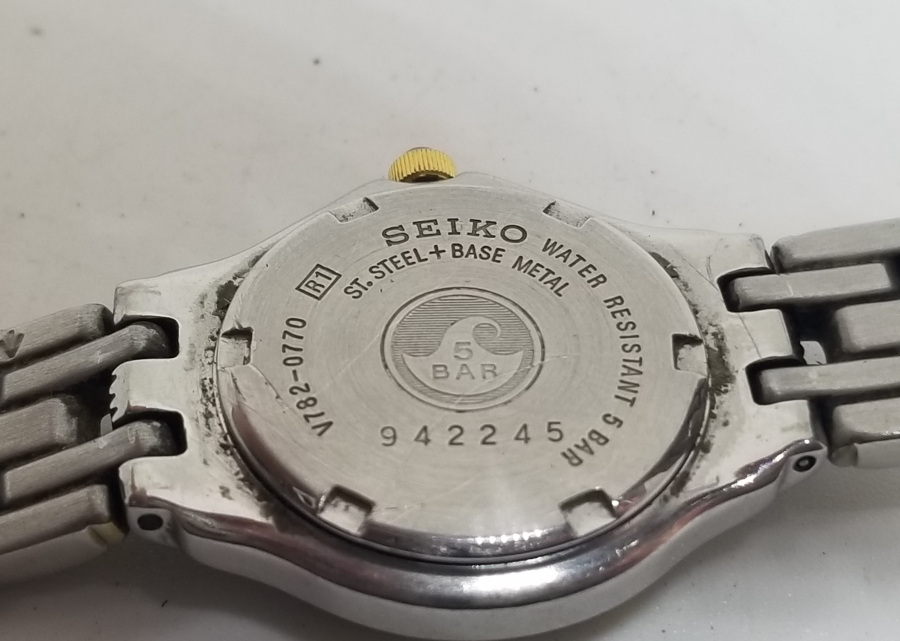 SEIKO
WATER RESISTANT 5 BAR
ST.STEEL+BASE METAL
R1
V782-0770
5
BAR
942245